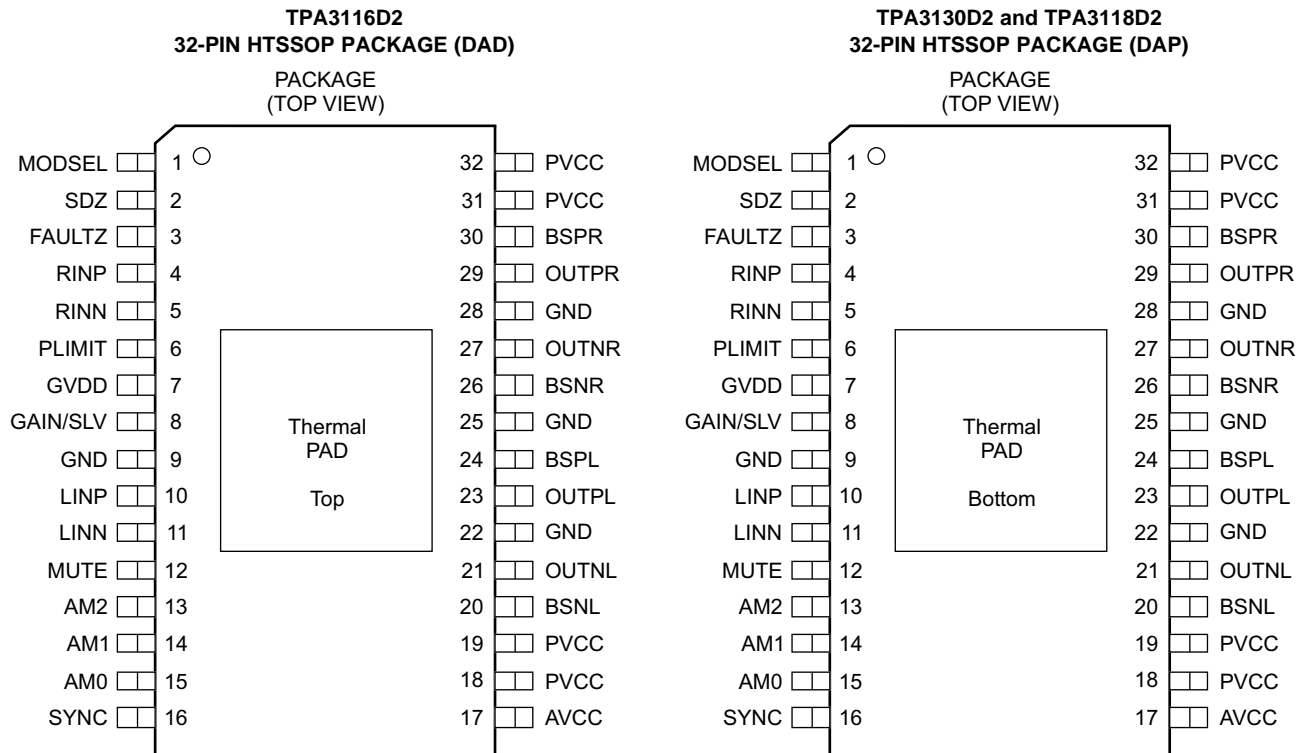 TPA3116D2
32-PIN HTSSOP PACKAGE (DAD)
PACKAGE
(TOP VIEW)
MODSEL 1 32 PVCC
SDZ 2 31 PVCC
FAULTZ 3 30 BSPR
RINP 4 29 OUTPR
RINN 5 28 GND
PLIMIT 6 27 OUTNR
GVDD 7 26 BSNR
GAIN/SLV 8 25 GND
GND 9 24 BSPL
LINP 10 23 OUTPL
LINN 11 22 GND
MUTE 12 21 OUTNL
AM2 13 20 BSNL
AM1 14 19 PVCC
AM0 15 18 PVCC
SYNC 16 17 AVCC
Thermal
PAD
Top
TPA3130D2 and TPA3118D2
32-PIN HTSSOP PACKAGE (DAP)
PACKAGE
(TOP VIEW)
MODSEL 1 32 PVCC
SDZ 2 31 PVCC
FAULTZ 3 30 BSPR
RINP 4 29 OUTPR
RINN 5 28 GND
PLIMIT 6 27 OUTNR
GVDD 7 26 BSNR
GAIN/SLV 8 25 GND
GND 9 24 BSPL
LINP 10 23 OUTPL
LINN 11 22 GND
MUTE 12 21 OUTNL
AM2 13 20 BSNL
AM1 14 19 PVCC
AM0 15 18 PVCC
SYNC 16 17 AVCC
Thermal
PAD
Bottom